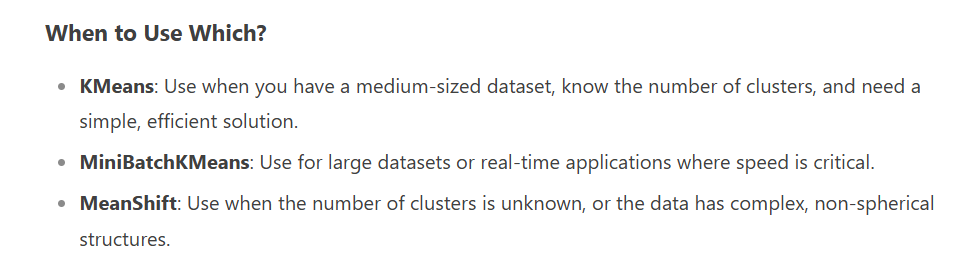 When to Use Which?
• KMeans: Use when you have a medium-sized dataset, know the number of clusters, and need a
simple, efficient solution.
• MiniBatchKMeans: Use for large datasets or real-time applications where speed is critical.
• MeanShift: Use when the number of clusters is unknown, or the data has complex, non-spherical
structures.